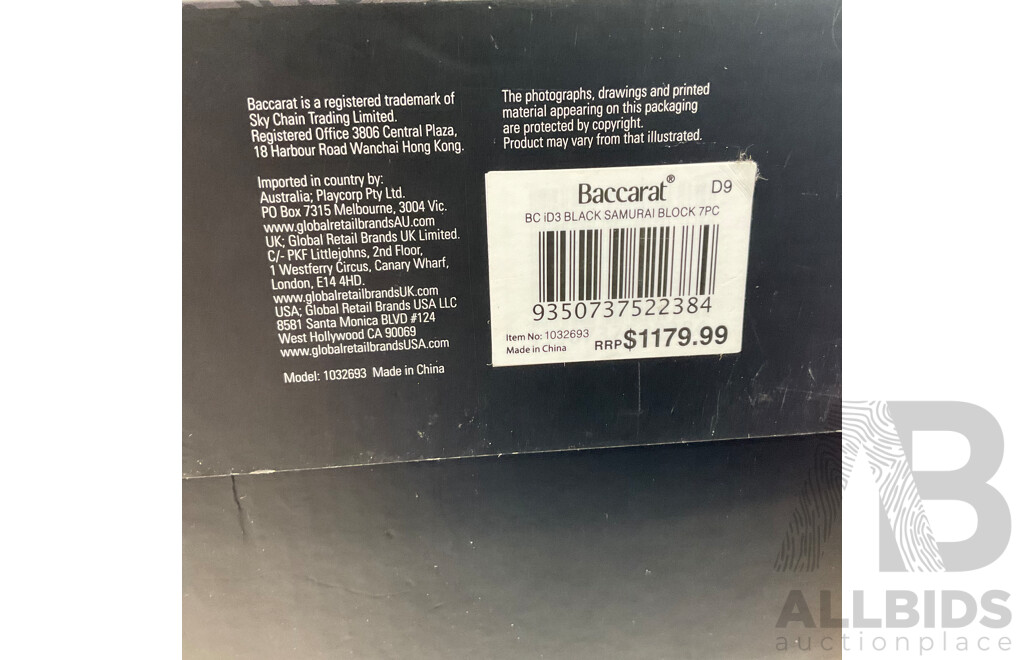 Baccarat is a registered trademark of
Sky Chain Trading Limited.
Registered Office 3806 Central Plaza,
18 Harbour Road Wanchai Hong Kong.
Imported in country by:
Australia; Playcorp Pty Ltd.
PO Box 7315 Melbourne, 3004 Vic.
www.globalretailbrandsAU.com
UK; Global Retail Brands UK Limited.
C/- PKF Littlejohns, 2nd Floor,
1 Westferry Circus, Canary Wharf,
London, E14 4HD.
www.globalretailbrandsUK.com
USA; Global Retail Brands USA LLC
8581 Santa Monica BLVD #124
West Hollywood CA 90069
www.globalretailbrandsUSA.com
Model: 1032693 Made in China
The photographs, drawings and printed
material appearing on this packaging
are protected by copyright.
Product may vary from that illustrated.
Baccarat® D9
BC iD3 BLACK SAMURAI BLOCK 7PC
9350737522384
Item No: 1032693
Made in China
RRP$1179.99
AB
ALLBIDS
auctionplace